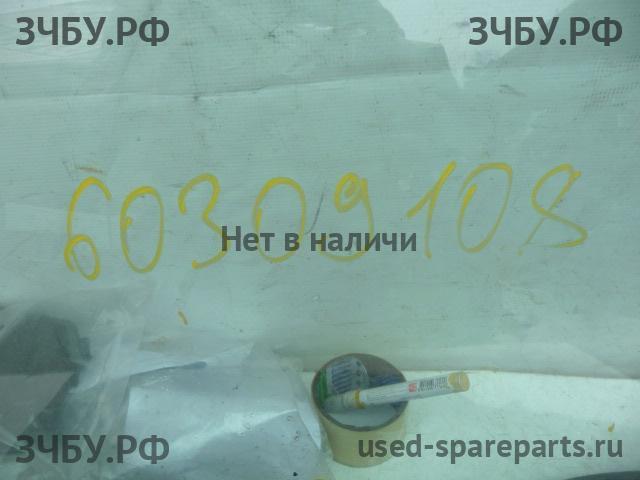 ЗЧБУ.РФ ЗЧБУ.РФ
60309108
Нет в наличи
ЗЧБУ.РФ used-spareparts.ru